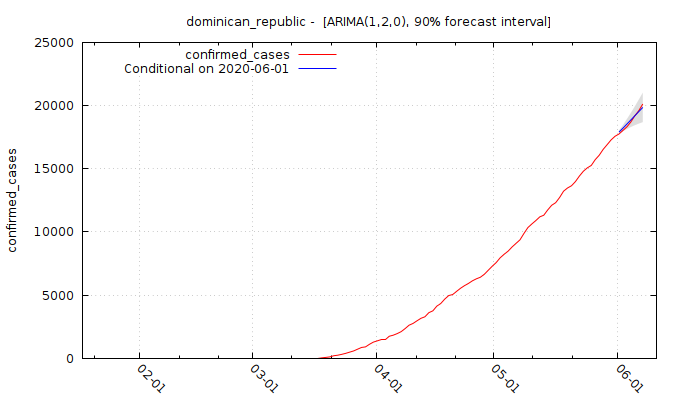 dominican_republic -  [ARIMA(1,2,0), 90% forecast interval]
confirmed_cases
Conditional on 2020-06-01
confirmed_cases
25000
20000
15000
10000
5000
0
02-01
03-01
04-01
05-01
06-01